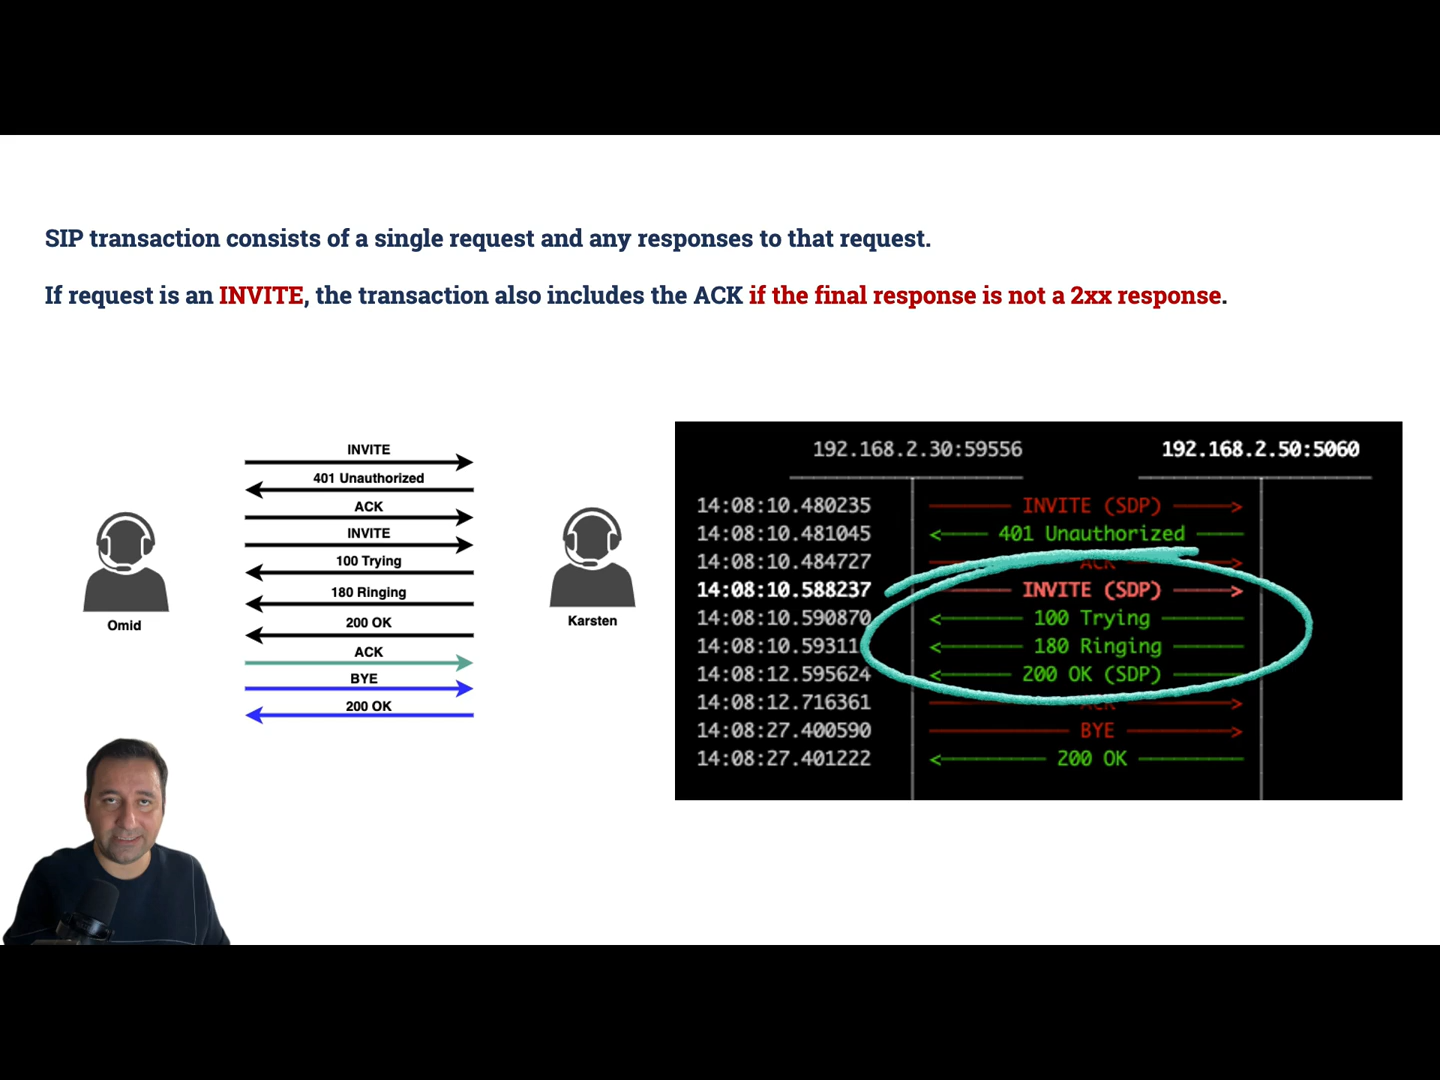 SIP transaction consists of a single request and any responses to that request.
If request is an INVITE, the transaction also includes the ACK if the final response is not a 2xx response.
INVITE
401 Unauthorized
ACK
INVITE
100 Trying
180 Ringing
200 OK
ACK
BYE
200 OK
Omid
Karsten
192.168.2.30:59556 192.168.2.50:5060
14:08:10.480235 INVITE (SDP)
14:08:10.481045 401 Unauthorized
14:08:10.484727 ACK
14:08:10.588237 INVITE (SDP)
14:08:10.590870 100 Trying
14:08:10.59311 180 Ringing
14:08:12.595624 200 OK (SDP)
14:08:12.716361 ACK
14:08:27.400590 BYE
14:08:27.401222 200 OK